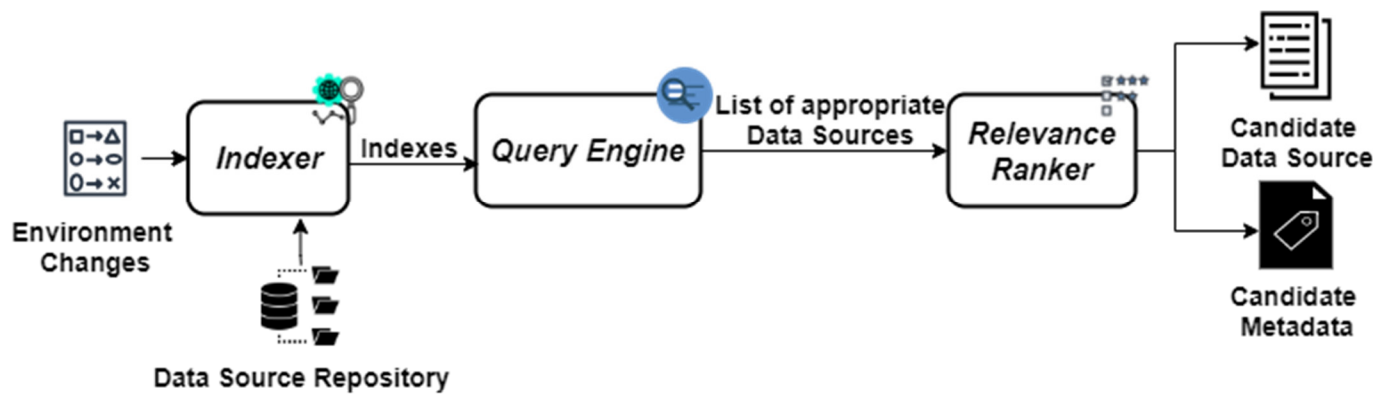 Environment
Changes
Indexer
Data Source Repository
Indexes
Query Engine
List of appropriate
Data Sources
Relevance
Ranker
Candidate
Data Source
Candidate
Metadata